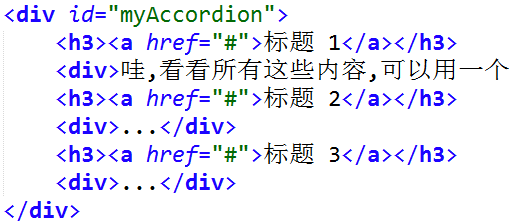 <div id="myAccordion">
<h3><a href="#">标题 1</a></h3>
<div>哇,看看所有这些内容,可以用一个
<h3><a href="#">标题 2</a></h3>
<div>...</div>
<h3><a href="#">标题 3</a></h3>
<div>...</div>
</div>